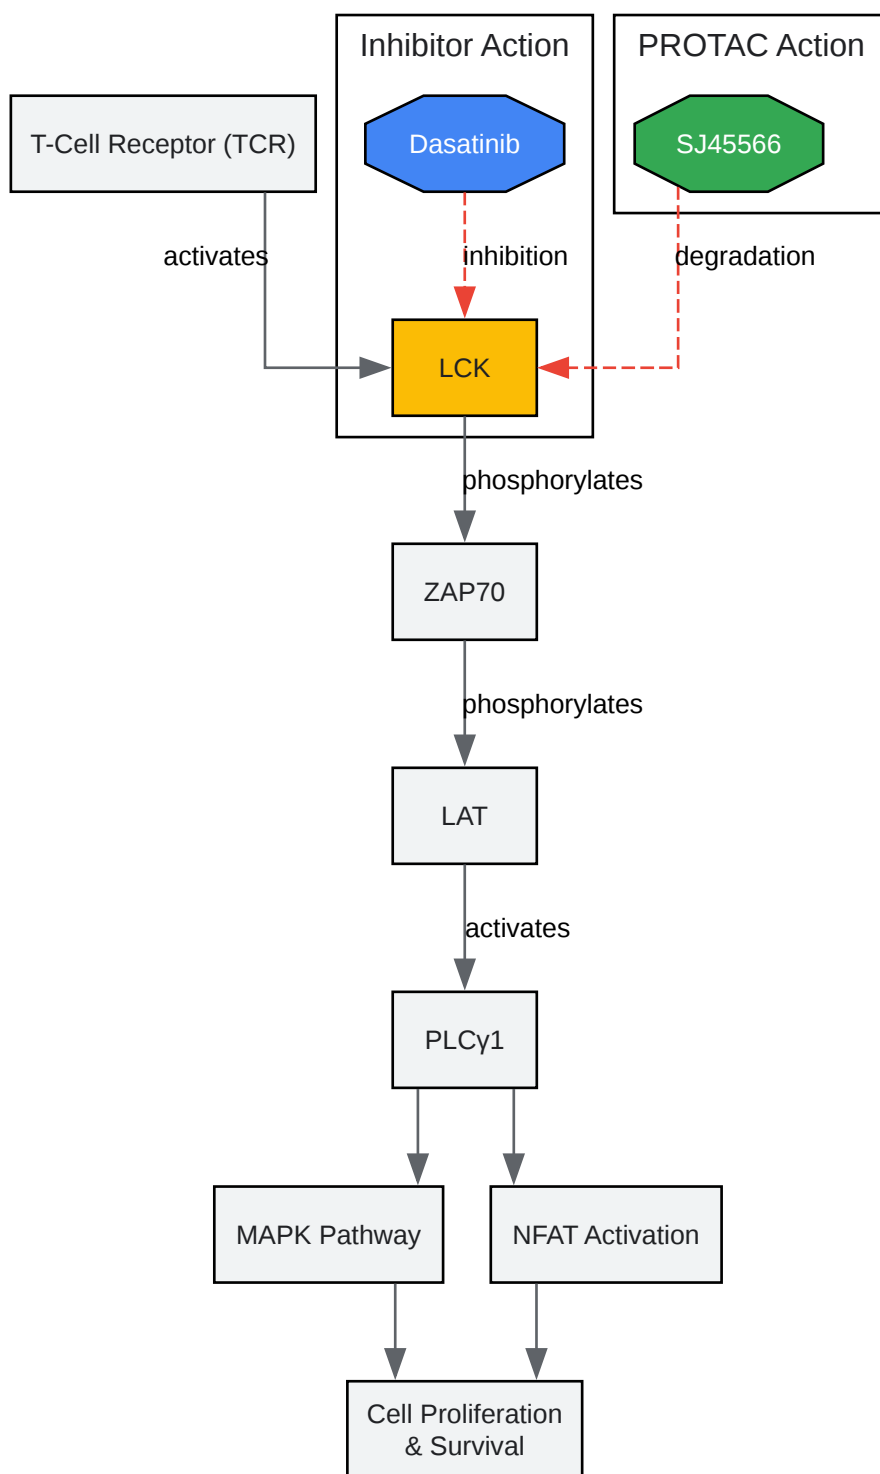 Inhibitor Action
PROTAC Action
T-Cell Receptor (TCR)
Dasatinib
SJ45566
activates
inhibition
degradation
LCK
phosphorylates
ZAP70
phosphorylates
LAT
activates
PLCγ1
MAPK Pathway
NFAT Activation
Cell Proliferation
& Survival